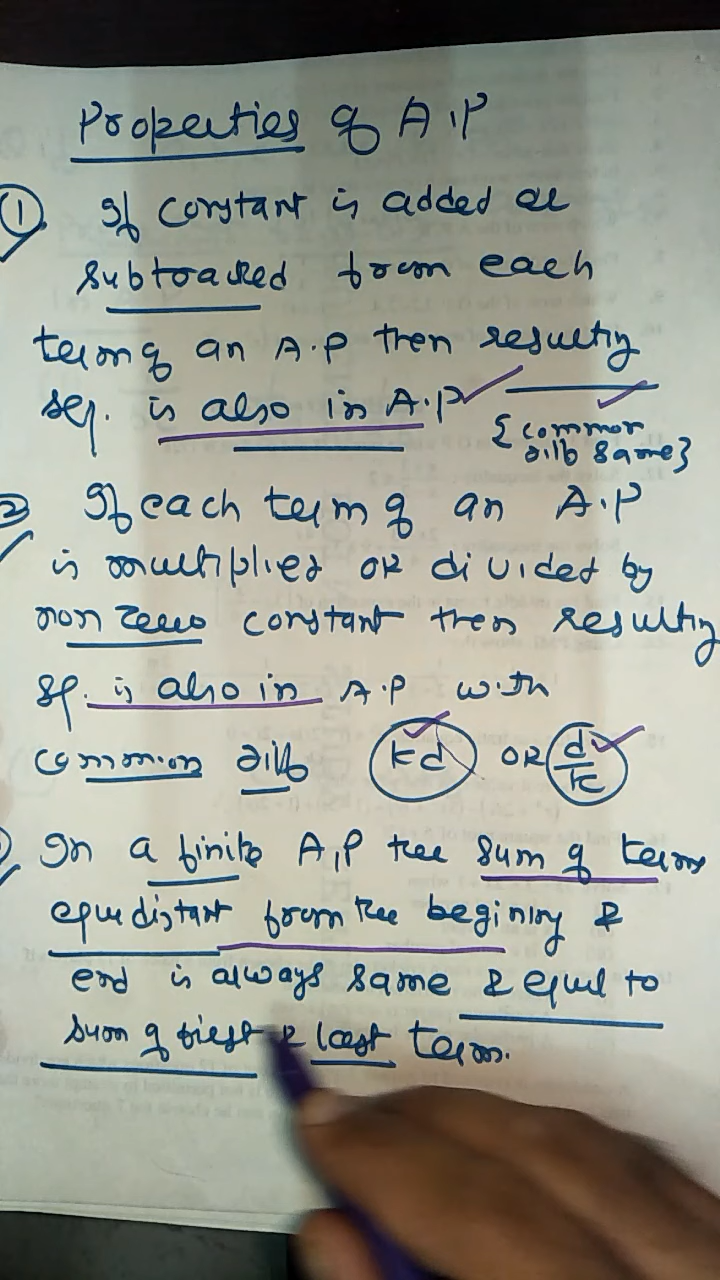 Properties of A.P
① If constant is added or
subtracted from each
term of an A.P then resulting
seq. is also in A.P
{common
diff same}
② If each term of an A.P
is multiplied OR divided by
non zero constant then resulting
sq. is also in A.P with
common diff kd OR d/k
In a finite A.P the sum of terms
equidistant from the begining &
end is always same & equal to
sum of first & last term.